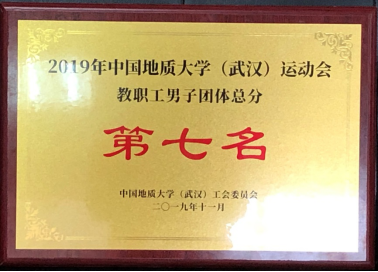 2019年中国地质大学（武汉）运动会
教职工男子团体总分
第七名
中国地质大学（武汉）工会委员会
二〇一九年十一月